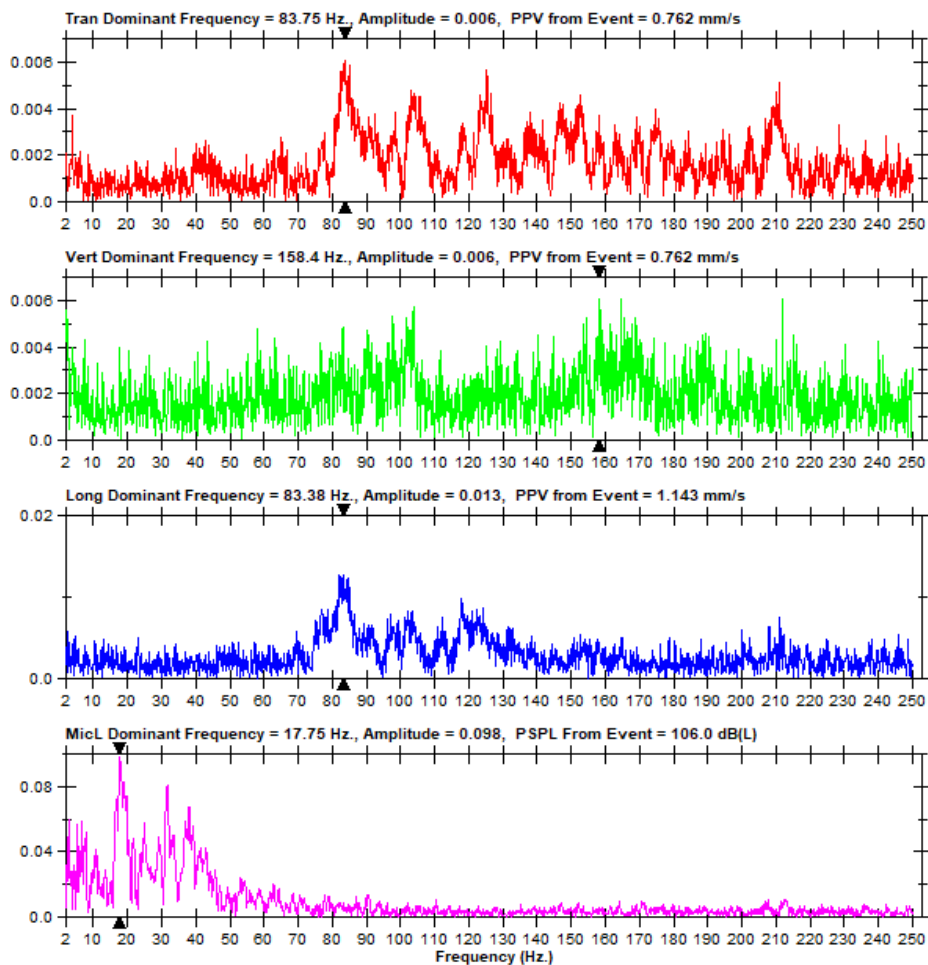 Tran Dominant Frequency = 83.75 Hz., Amplitude = 0.006, PPV from Event = 0.762 mm/s
0.006
0.004
0.002
0.0
2 10 20 30 40 50 60 70 80 90 100 110 120 130 140 150 160 170 180 190 200 210 220 230 240 250
Vert Dominant Frequency = 158.4 Hz., Amplitude = 0.006, PPV from Event = 0.762 mm/s
0.006
0.004
0.002
0.0
2 10 20 30 40 50 60 70 80 90 100 110 120 130 140 150 160 170 180 190 200 210 220 230 240 250
Long Dominant Frequency = 83.38 Hz., Amplitude = 0.013, PPV from Event = 1.143 mm/s
0.02
0.0
2 10 20 30 40 50 60 70 80 90 100 110 120 130 140 150 160 170 180 190 200 210 220 230 240 250
MicL Dominant Frequency = 17.75 Hz., Amplitude = 0.098, PSPL From Event = 106.0 dB(L)
0.08
0.04
0.0
2 10 20 30 40 50 60 70 80 90 100 110 120 130 140 150 160 170 180 190 200 210 220 230 240 250
Frequency (Hz.)